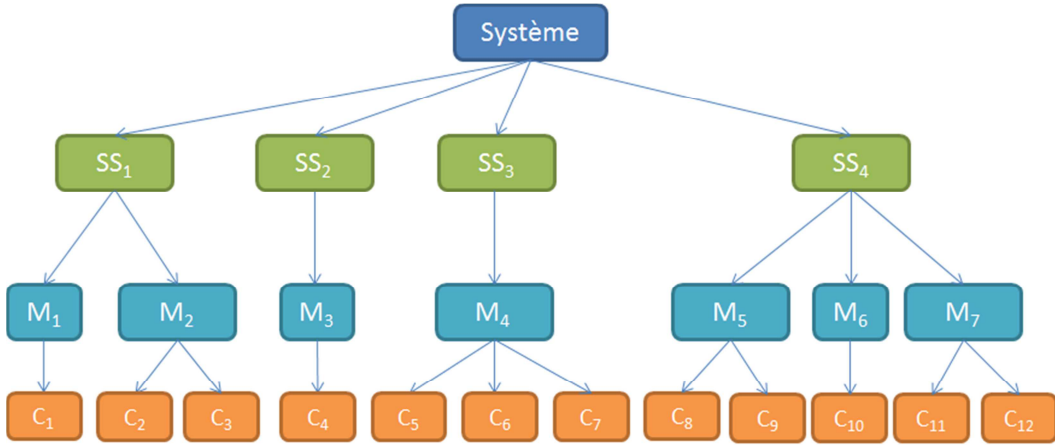 Système
SS₁ SS₂ SS₃ SS₄
M₁ M₂ M₃ M₄ M₅ M₆ M₇
C₁ C₂ C₃ C₄ C₅ C₆ C₇ C₈ C₉ C₁₀ C₁₁ C₁₂